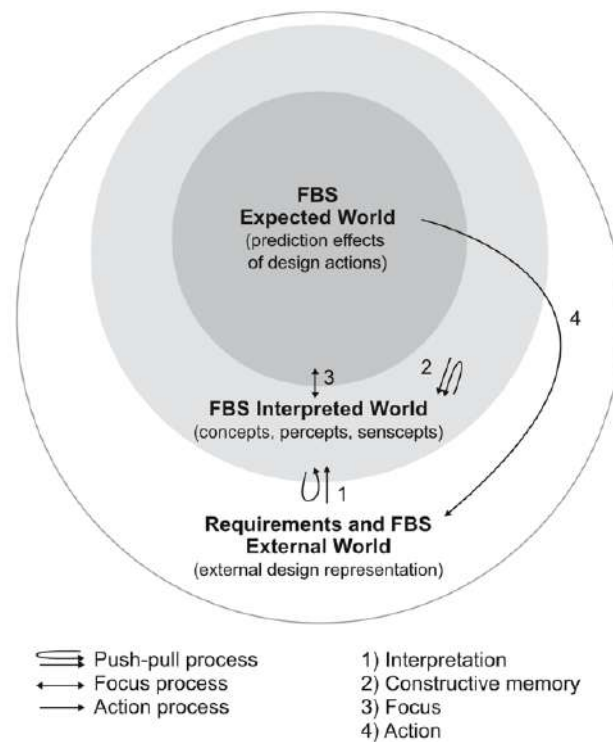 FBS
Expected World
(prediction effects
of design actions)
4
3
2
FBS Interpreted World
(concepts, percepts, senscepts)
1
Requirements and FBS
External World
(external design representation)
Push-pull process
Focus process
Action process
1) Interpretation
2) Constructive memory
3) Focus
4) Action